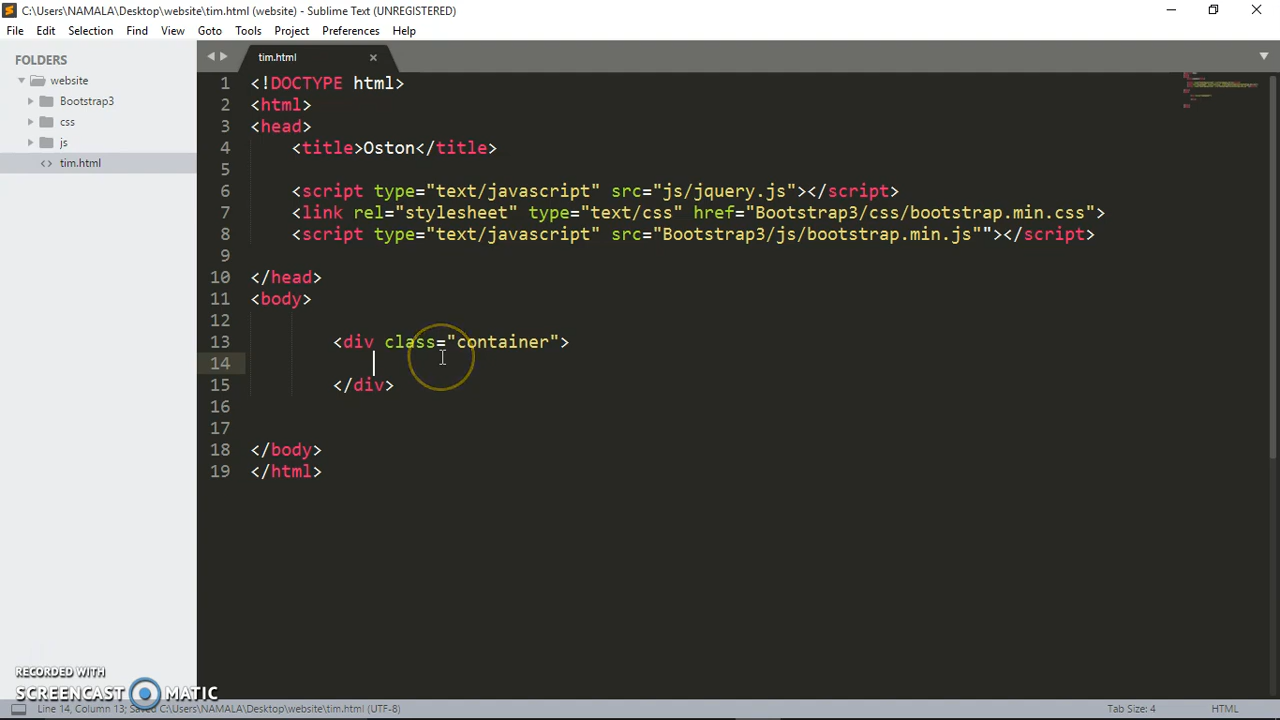 C:\Users\NAMALA\Desktop\website\tim.html (website) - Sublime Text (UNREGISTERED)
File Edit Selection Find View Goto Tools Project Preferences Help
FOLDERS
website
Bootstrap3
css
js
<> tim.html
tim.html ×
1 <!DOCTYPE html>
2 <html>
3 <head>
4 <title>Oston</title>
5
6 <script type="text/javascript" src="js/jquery.js"></script>
7 <link rel="stylesheet" type="text/css" href="Bootstrap3/css/bootstrap.min.css">
8 <script type="text/javascript" src="Bootstrap3/js/bootstrap.min.js""></script>
9
10 </head>
11 <body>
12
13 <div class="container">
14
15 </div>
16
17
18 </body>
19 </html>
RECORDED WITH
SCREENCAST MATIC
Line 14, Column 13; Saved C:\Users\NAMALA\Desktop\website\tim.html (UTF-8) Tab Size: 4 HTML